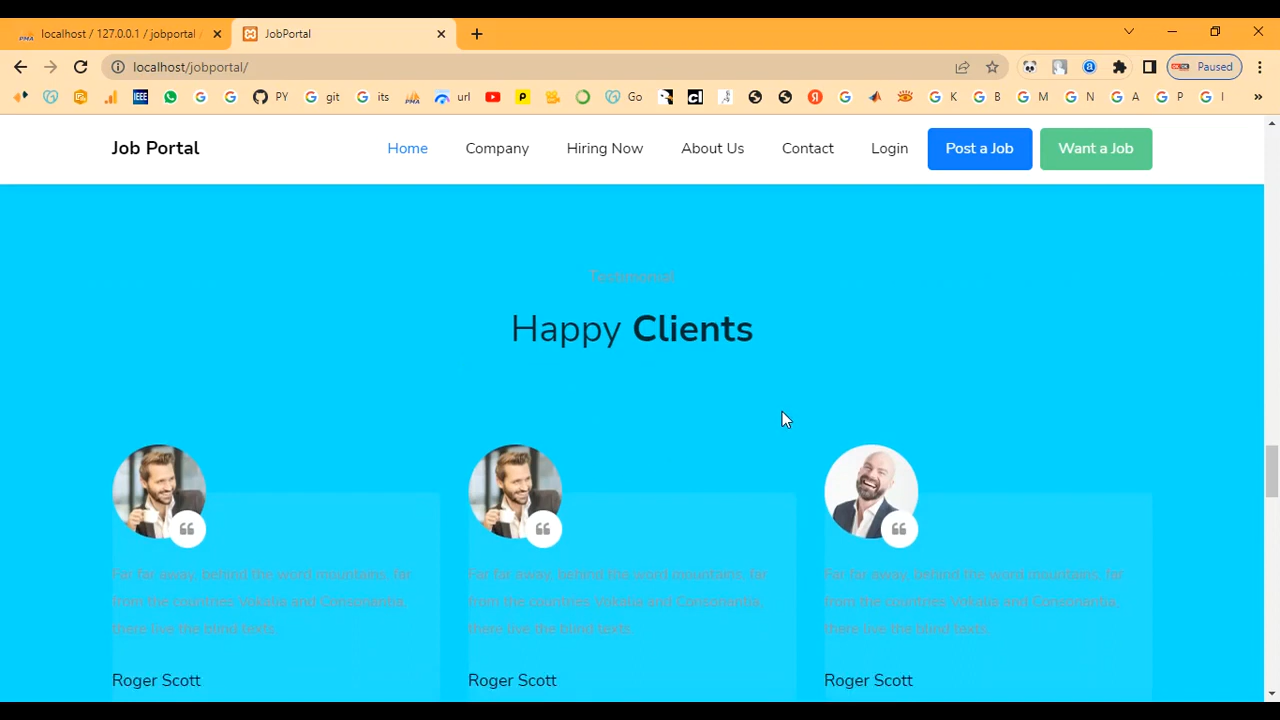 localhost / 127.0.0.1 / jobportal
JobPortal
localhost/jobportal/
Paused
IEEE
PY
git
its
url
Go
K
B
M
N
A
P
I
Job Portal
Home
Company
Hiring Now
About Us
Contact
Login
Post a Job
Want a Job
Testimonial
Happy Clients
Far far away, behind the word mountains, far
from the countries Vokalia and Consonantia,
there live the blind texts.
Roger Scott
Far far away, behind the word mountains, far
from the countries Vokalia and Consonantia,
there live the blind texts.
Roger Scott
Far far away, behind the word mountains, far
from the countries Vokalia and Consonantia,
there live the blind texts.
Roger Scott